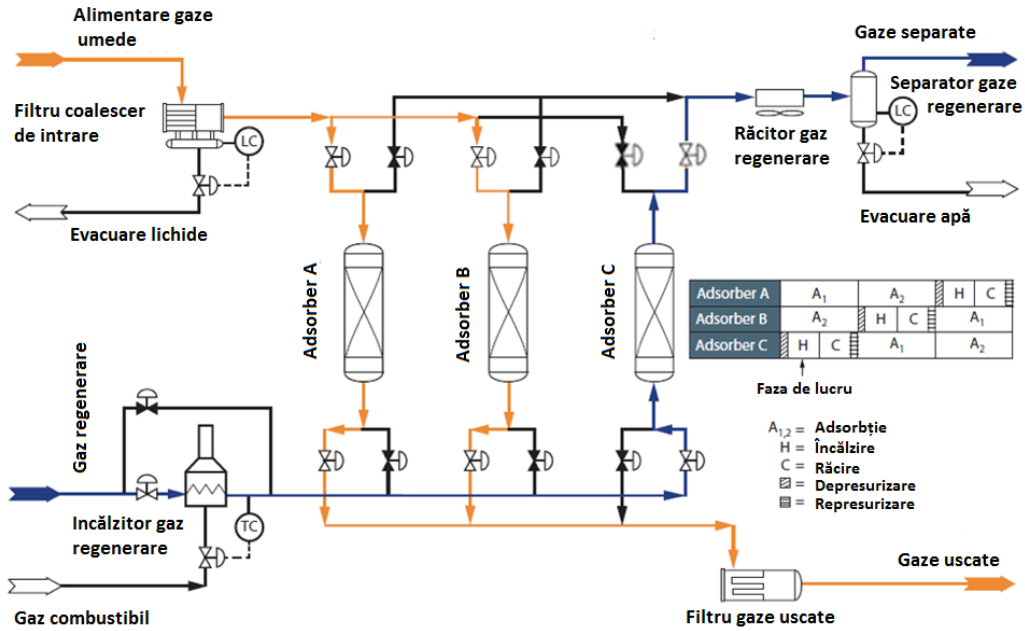 Alimentare gaze
umede
Filtru coalescer
de intrare
LC
Evacuare lichide
Gaze separate
Separator gaze
regenerare
LC
Răcitor gaz
regenerare
Evacuare apă
Adsorber A
Adsorber B
Adsorber C
Adsorber A A1 A2 H C
Adsorber B A2 H C A1
Adsorber C H C A1 A2
Faza de lucru
A1,2 = Adsorbție
H = Încălzire
C = Răcire
= Depresurizare
= Represurizare
Gaz regenerare
Incălzitor gaz
regenerare
TC
Gaz combustibil
Gaze uscate
Filtru gaze uscate